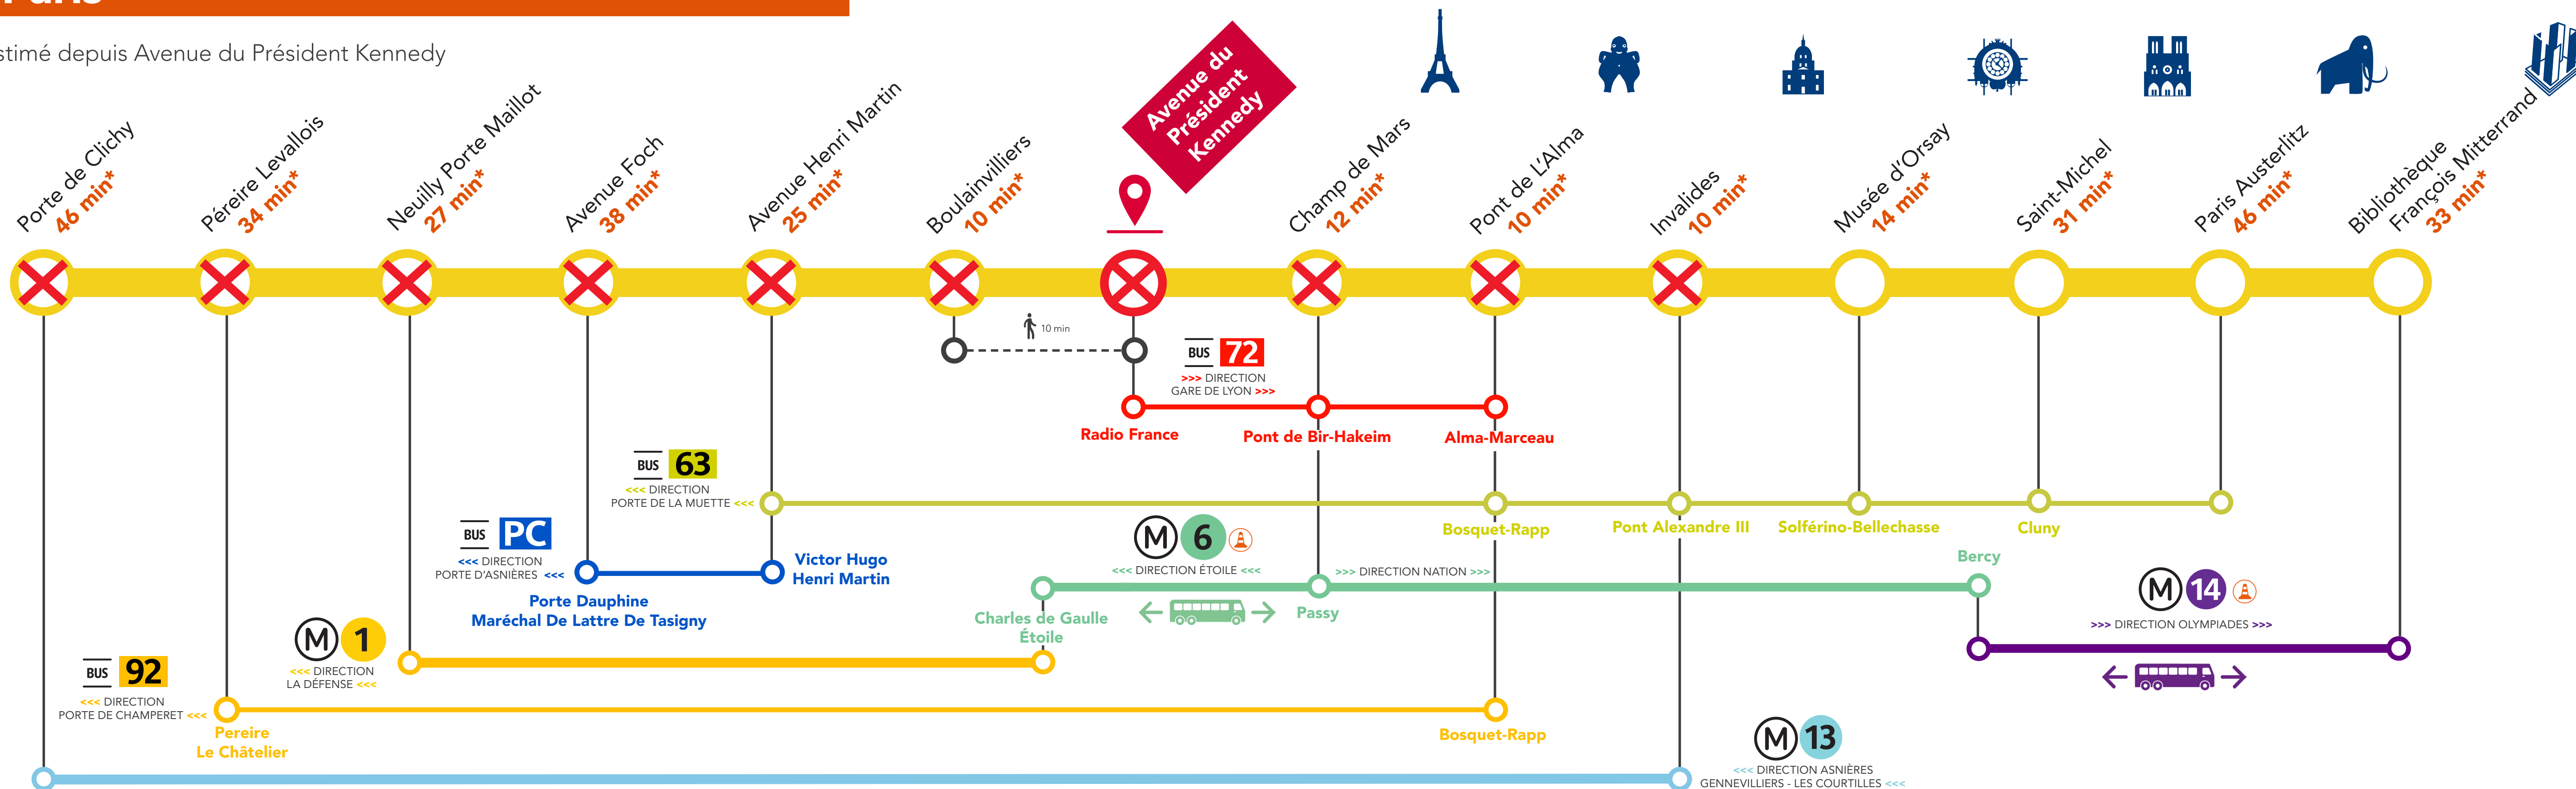 Paris
stimé depuis Avenue du Président Kennedy
Porte de Clichy
46 min*
Péreire Levallois
34 min*
Neuilly Porte Maillot
27 min*
Avenue Foch
38 min*
Avenue Henri Martin
25 min*
Boulainvilliers
10 min*
Avenue du
Président
Kennedy
Champ de Mars
12 min*
Pont de L'Alma
10 min*
Invalides
10 min*
Musée d'Orsay
14 min*
Saint-Michel
31 min*
Paris Austerlitz
46 min*
Bibliothèque
François Mitterrand
33 min*
10 min
BUS 72
>>> DIRECTION
GARE DE LYON >>>
Radio France
Pont de Bir-Hakeim
Alma-Marceau
BUS 63
<<< DIRECTION
PORTE DE LA MUETTE <<<
Bosquet-Rapp
Pont Alexandre III
Solférino-Bellechasse
Cluny
BUS PC
<<< DIRECTION
PORTE D'ASNIÈRES <<<
Victor Hugo
Henri Martin
Porte Dauphine
Maréchal De Lattre De Tasigny
M 6
<<< DIRECTION ÉTOILE <<<
>>> DIRECTION NATION >>>
Charles de Gaulle
Étoile
Passy
Bercy
M 14
>>> DIRECTION OLYMPIADES >>>
M 1
<<< DIRECTION
LA DÉFENSE <<<
BUS 92
<<< DIRECTION
PORTE DE CHAMPERET <<<
Pereire
Le Châtelier
Bosquet-Rapp
M 13
<<< DIRECTION ASNIÈRES
GENNEVILLIERS - LES COURTILLES <<<